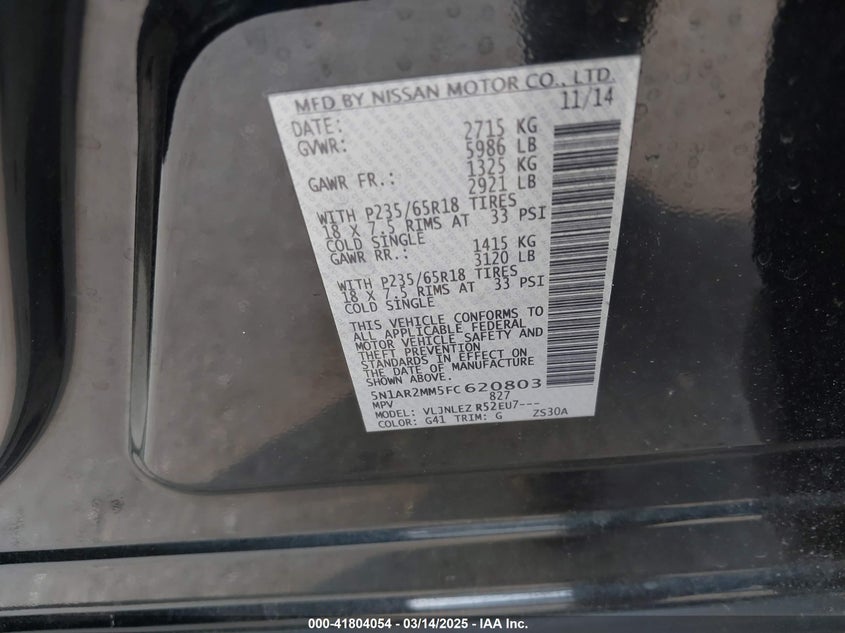 MFD BY NISSAN MOTOR CO., LTD.
DATE: 11/14
GVWR: 2715 KG
5986 LB
GAWR FR.: 1325 KG
2921 LB
WITH P235/65R18 TIRES
18 X 7.5 RIMS AT 33 PSI
COLD SINGLE
GAWR RR.: 1415 KG
3120 LB
WITH P235/65R18 TIRES
18 X 7.5 RIMS AT 33 PSI
COLD SINGLE
THIS VEHICLE CONFORMS TO
ALL APPLICABLE FEDERAL
MOTOR VEHICLE SAFETY AND
THEFT PREVENTION
STANDARDS IN EFFECT ON
THE DATE OF MANUFACTURE
SHOWN ABOVE.
5N1AR2MM5FC620803
MPV 827
MODEL: VLJNLEZ R52EU7---
COLOR: G41 TRIM: G ZS30A
000-41804054 - 03/14/2025 - IAA Inc.